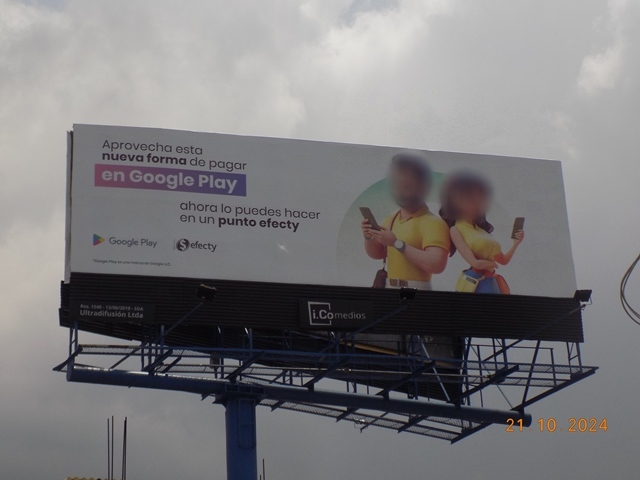 Aprovecha esta
nueva forma de pagar
en Google Play
ahora lo puedes hacer
en un punto efecty
Google Play
efecty
Ultradifusión Ltda
i.Comedios
21 10 2024